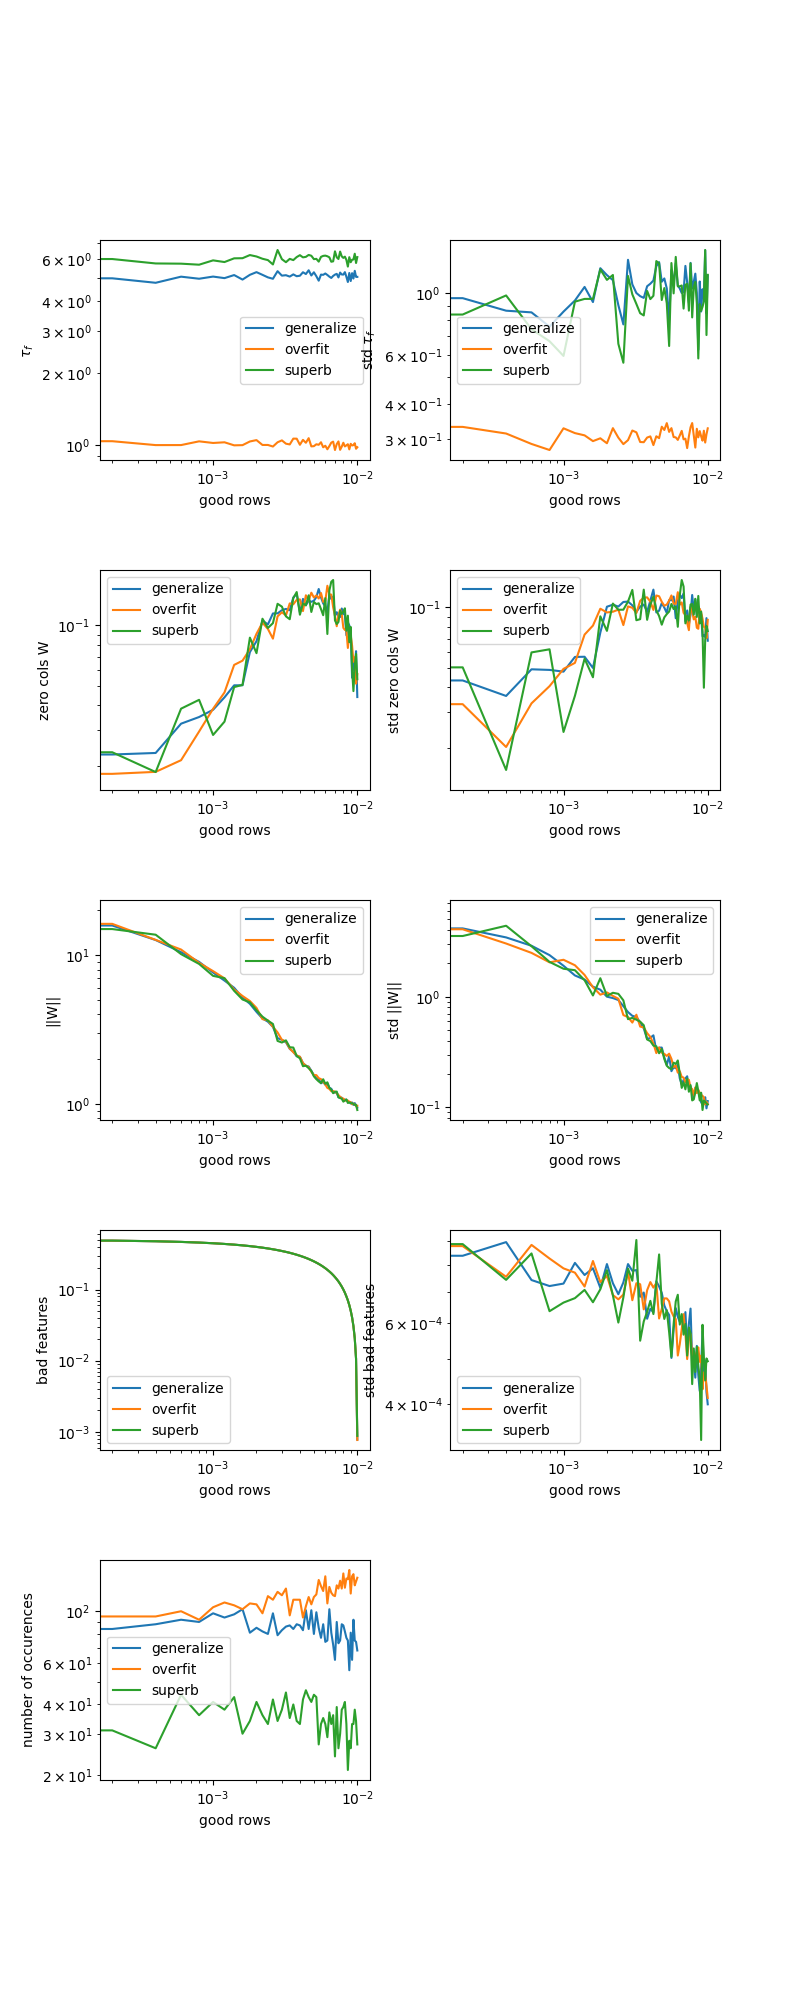 6 × 10⁰
4 × 10⁰
3 × 10⁰
2 × 10⁰
10⁰
τ_f
generalize
overfit
superb
10⁻³
10⁻²
good rows
10⁰
6 × 10⁻¹
4 × 10⁻¹
3 × 10⁻¹
std τ_f
generalize
overfit
superb
10⁻³
10⁻²
good rows
10⁻¹
zero cols W
generalize
overfit
superb
10⁻³
10⁻²
good rows
10⁻¹
std zero cols W
generalize
overfit
superb
10⁻³
10⁻²
good rows
10¹
10⁰
||W||
generalize
overfit
superb
10⁻³
10⁻²
good rows
10⁰
10⁻¹
std ||W||
generalize
overfit
superb
10⁻³
10⁻²
good rows
10⁻¹
10⁻²
10⁻³
bad features
generalize
overfit
superb
10⁻³
10⁻²
good rows
6 × 10⁻⁴
4 × 10⁻⁴
std bad features
generalize
overfit
superb
10⁻³
10⁻²
good rows
10²
6 × 10¹
4 × 10¹
3 × 10¹
2 × 10¹
number of occurences
generalize
overfit
superb
10⁻³
10⁻²
good rows